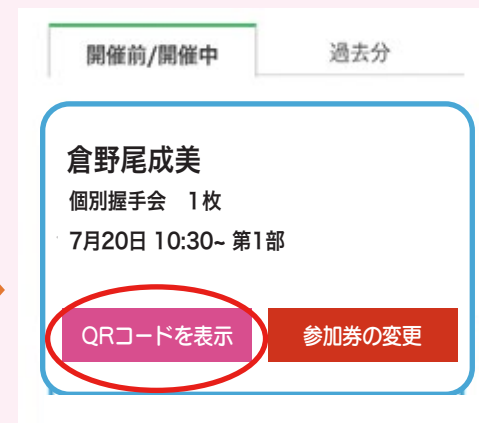 開催前/開催中 過去分
倉野尾成美
個別握手会　1枚
7月20日 10:30~ 第1部
QRコードを表示 参加券の変更